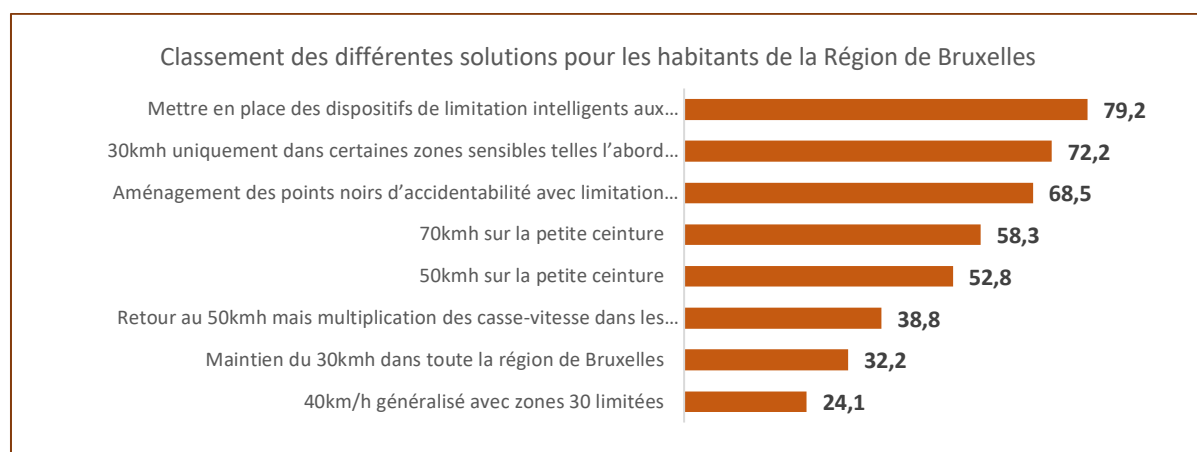 Classement des différentes solutions pour les habitants de la Région de Bruxelles
Mettre en place des dispositifs de limitation intelligents aux… 79,2
30kmh uniquement dans certaines zones sensibles telles l’abord… 72,2
Aménagement des points noirs d’accidentabilité avec limitation… 68,5
70kmh sur la petite ceinture 58,3
50kmh sur la petite ceinture 52,8
Retour au 50kmh mais multiplication des casse-vitesse dans les… 38,8
Maintien du 30kmh dans toute la région de Bruxelles 32,2
40km/h généralisé avec zones 30 limitées 24,1